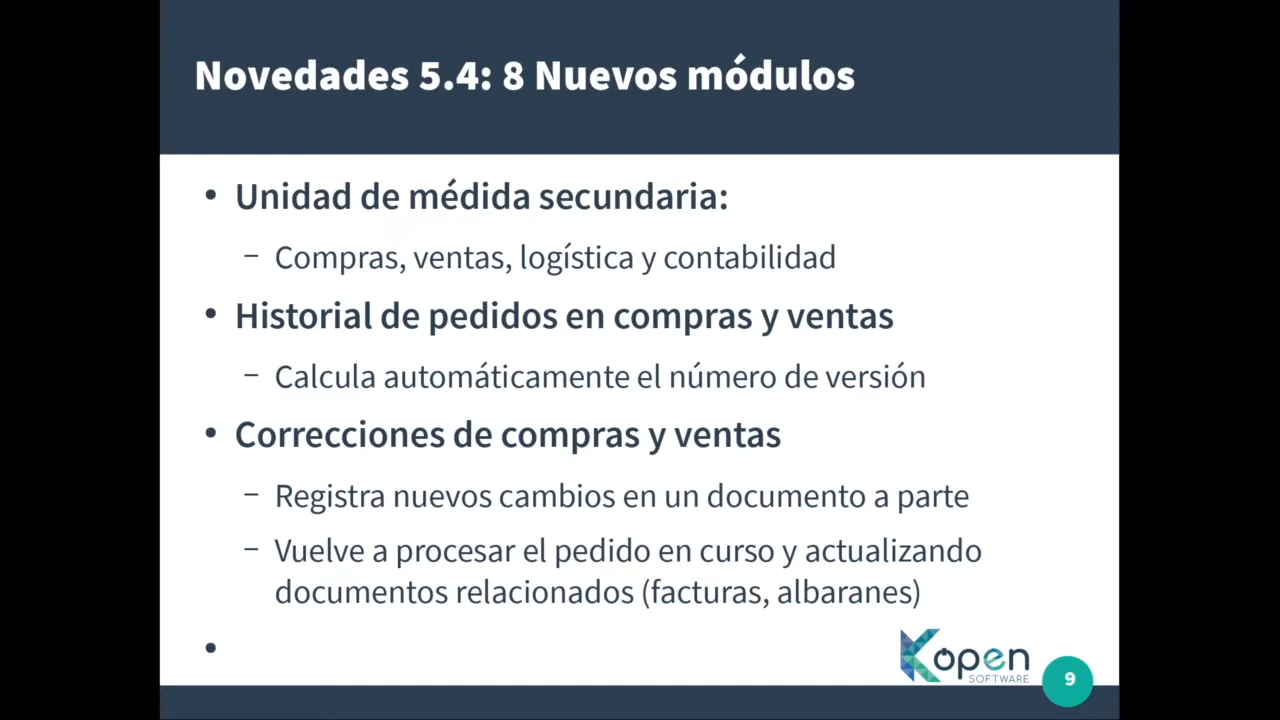 Novedades 5.4: 8 Nuevos módulos
• Unidad de médida secundaria:
– Compras, ventas, logística y contabilidad
• Historial de pedidos en compras y ventas
– Calcula automáticamente el número de versión
• Correcciones de compras y ventas
– Registra nuevos cambios en un documento a parte
– Vuelve a procesar el pedido en curso y actualizando
documentos relacionados (facturas, albaranes)
•
Kopen
SOFTWARE
9